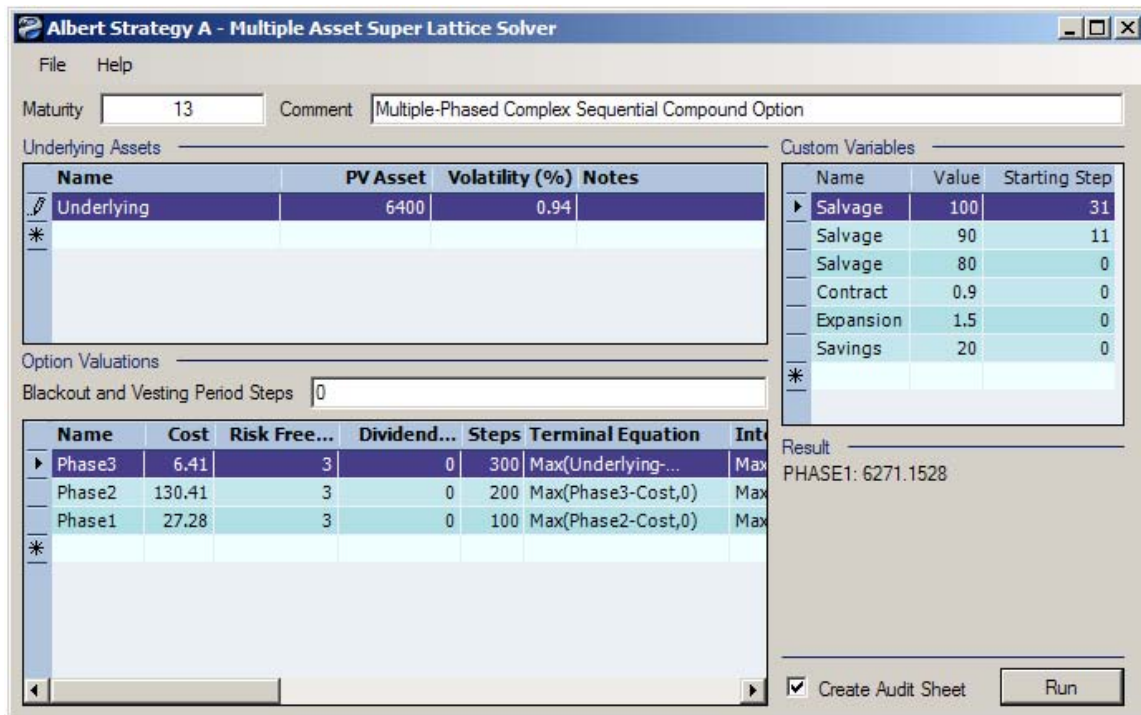 Albert Strategy A - Multiple Asset Super Lattice Solver
File Help
Maturity 13 Comment Multiple-Phased Complex Sequential Compound Option
Underlying Assets
Name PV Asset Volatility (%) Notes
Underlying 6400 0.94
Custom Variables
Name Value Starting Step
Salvage 100 31
Salvage 90 11
Salvage 80 0
Contract 0.9 0
Expansion 1.5 0
Savings 20 0
Option Valuations
Blackout and Vesting Period Steps 0
Name Cost Risk Free... Dividend... Steps Terminal Equation Inte
Phase3 6.41 3 0 300 Max(Underlying-... Max
Phase2 130.41 3 0 200 Max(Phase3-Cost,0) Max
Phase1 27.28 3 0 100 Max(Phase2-Cost,0) Max
Result
PHASE1: 6271.1528
Create Audit Sheet Run